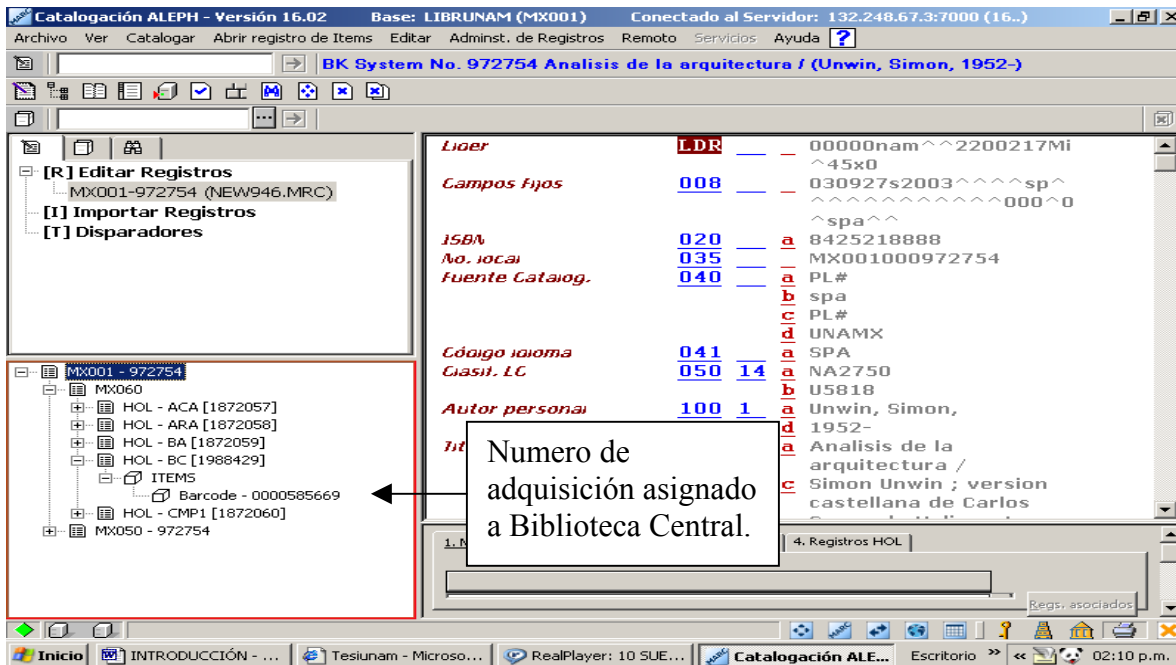 Catalogación ALEPH - Versión 16.02 Base: LIBRUNAM (MX001) Conectado al Servidor: 132.248.67.3:7000 (16..)
Archivo Ver Catalogar Abrir registro de Items Editar Adminst. de Registros Remoto Servicios Ayuda ?
BK System No. 972754 Analisis de la arquitectura / (Unwin, Simon, 1952-)
[R] Editar Registros
MX001-972754 (NEW946.MRC)
[I] Importar Registros
[T] Disparadores
MX001 - 972754
MX060
HOL - ACA [1872057]
HOL - ARA [1872058]
HOL - BA [1872059]
HOL - BC [1988429]
ITEMS
Barcode - 0000585669
HOL - CMP1 [1872060]
MX050 - 972754
Lider LDR 00000nam^^2200217Mi
^45x0
Campos Fijos 008 030927s2003^^^^sp^
^^^^^^^^^^^000^0
^spa^^
ISBN 020 a 8425218888
No. local 035 MX001000972754
Fuente Catalog. 040 a PL#
b spa
c PL#
d UNAMX
Código idioma 041 a SPA
Clasif. LC 050 14 a NA2750
b U5818
Autor personal 100 1 a Unwin, Simon,
d 1952-
a Analisis de la
arquitectura /
c Simon Unwin ; version
castellana de Carlos
Numero de
adquisición asignado
a Biblioteca Central.
4. Registros HOL
Regs. asociados
Inicio INTRODUCCIÓN - ... Tesiunam - Microso... RealPlayer: 10 SUE... Catalogación ALE... Escritorio » « 02:10 p.m.